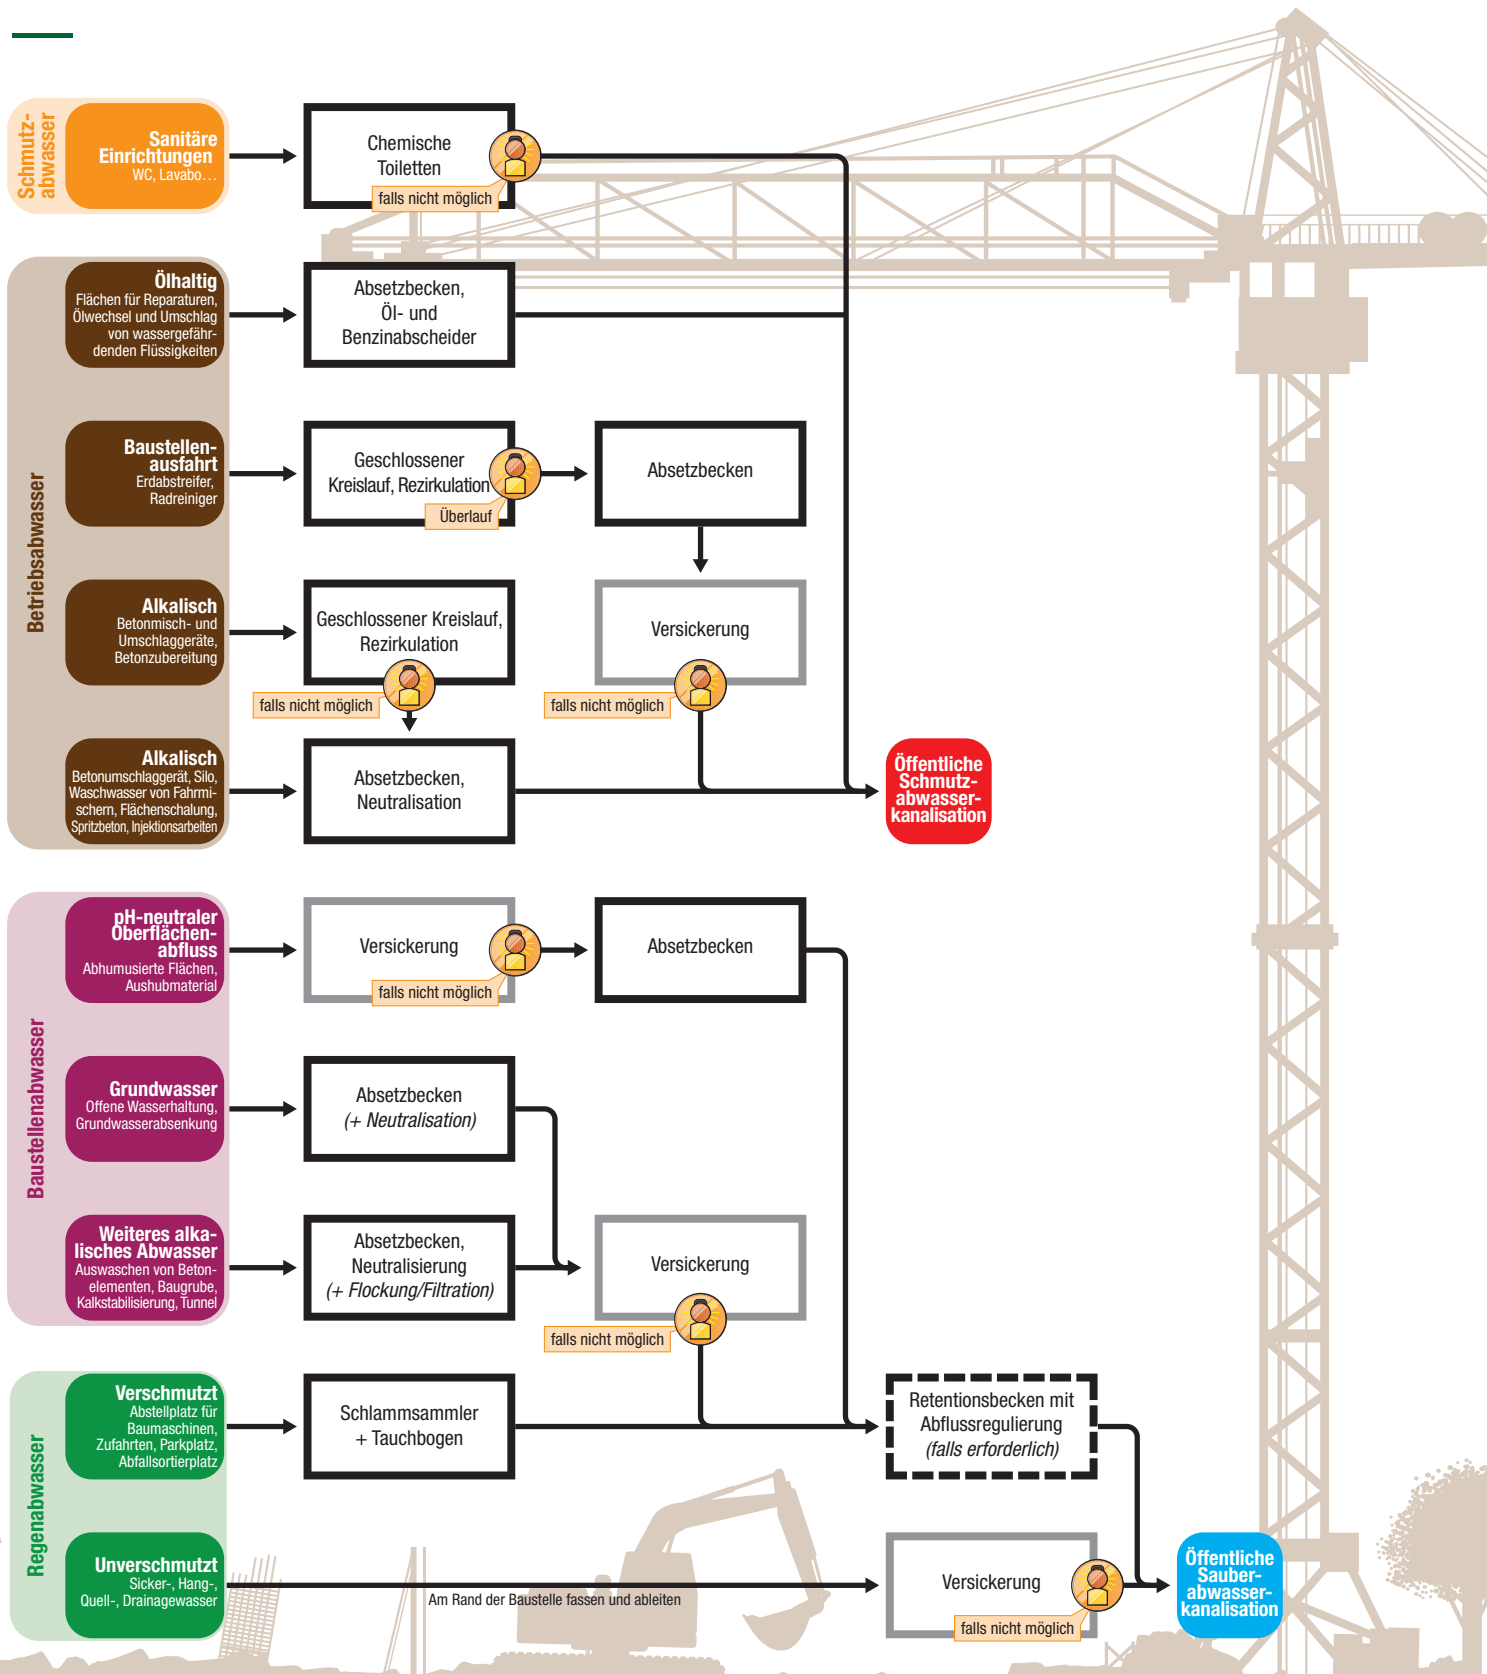 Schmutz-
abwasser
Sanitäre
Einrichtungen
WC, Lavabo…
Chemische
Toiletten
falls nicht möglich
Betriebsabwasser
Ölhaltig
Flächen für Reparaturen,
Ölwechsel und Umschlag
von wassergefähr-
denden Flüssigkeiten
Absetzbecken,
Öl- und
Benzinabscheider
Baustellen-
ausfahrt
Erdabstreifer,
Radreiniger
Geschlossener
Kreislauf, Rezirkulation
Überlauf
Absetzbecken
Alkalisch
Betonmisch- und
Umschlaggeräte,
Betonzubereitung
Geschlossener Kreislauf,
Rezirkulation
falls nicht möglich
Versickerung
falls nicht möglich
Alkalisch
Betonumschlaggerät, Silo,
Waschwasser von Fahrmi-
schern, Flächenschalung,
Spritzbeton, Injektionsarbeiten
Absetzbecken,
Neutralisation
Öffentliche
Schmutz-
abwasser-
kanalisation
Baustellenabwasser
pH-neutraler
Oberflächen-
abfluss
Abhumusierte Flächen,
Aushubmaterial
Versickerung
falls nicht möglich
Absetzbecken
Grundwasser
Offene Wasserhaltung,
Grundwasserabsenkung
Absetzbecken
(+ Neutralisation)
Weiteres alka-
lisches Abwasser
Auswaschen von Beton-
elementen, Baugrube,
Kalkstabilisierung, Tunnel
Absetzbecken,
Neutralisierung
(+ Flockung/Filtration)
Versickerung
falls nicht möglich
Regenabwasser
Verschmutzt
Abstellplatz für
Baumaschinen,
Zufahrten, Parkplatz,
Abfallsortierplatz
Schlammsammler
+ Tauchbogen
Retentionsbecken mit
Abflussregulierung
(falls erforderlich)
Unverschmutzt
Sicker-, Hang-,
Quell-, Drainagewasser
Am Rand der Baustelle fassen und ableiten
Versickerung
falls nicht möglich
Öffentliche
Sauber-
abwasser-
kanalisation